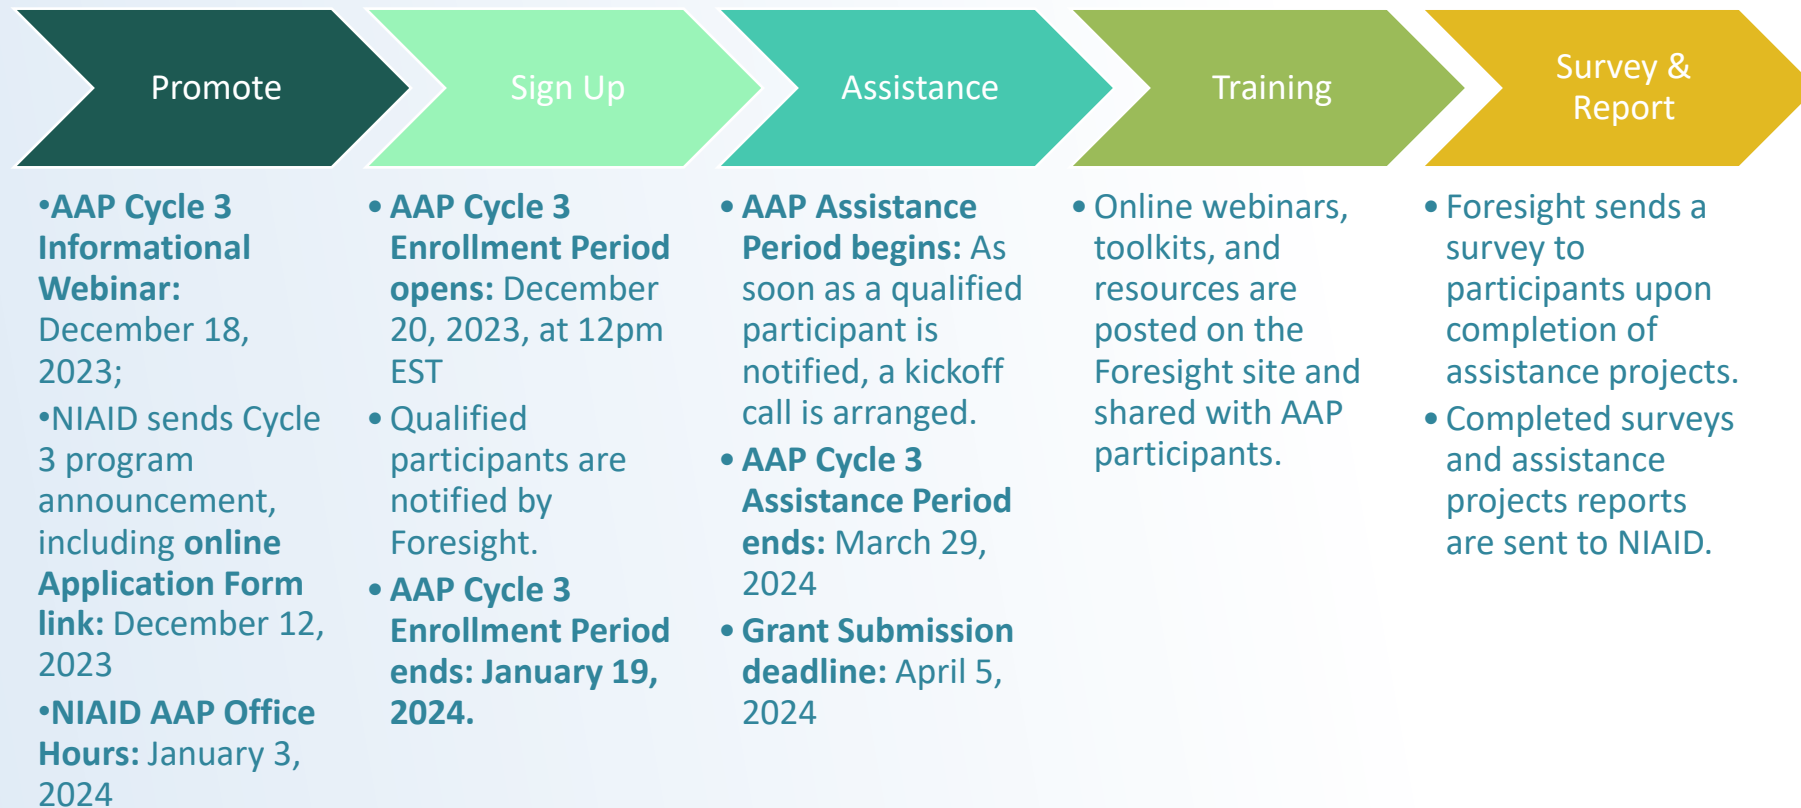 Promote
Sign Up
Assistance
Training
Survey &
Report
•AAP Cycle 3
Informational
Webinar:
December 18,
2023;
•NIAID sends Cycle
3 program
announcement,
including online
Application Form
link: December 12,
2023
•NIAID AAP Office
Hours: January 3,
2024
• AAP Cycle 3
Enrollment Period
opens: December
20, 2023, at 12pm
EST
• Qualified
participants are
notified by
Foresight.
• AAP Cycle 3
Enrollment Period
ends: January 19,
2024.
• AAP Assistance
Period begins: As
soon as a qualified
participant is
notified, a kickoff
call is arranged.
• AAP Cycle 3
Assistance Period
ends: March 29,
2024
• Grant Submission
deadline: April 5,
2024
• Online webinars,
toolkits, and
resources are
posted on the
Foresight site and
shared with AAP
participants.
• Foresight sends a
survey to
participants upon
completion of
assistance projects.
• Completed surveys
and assistance
projects reports
are sent to NIAID.